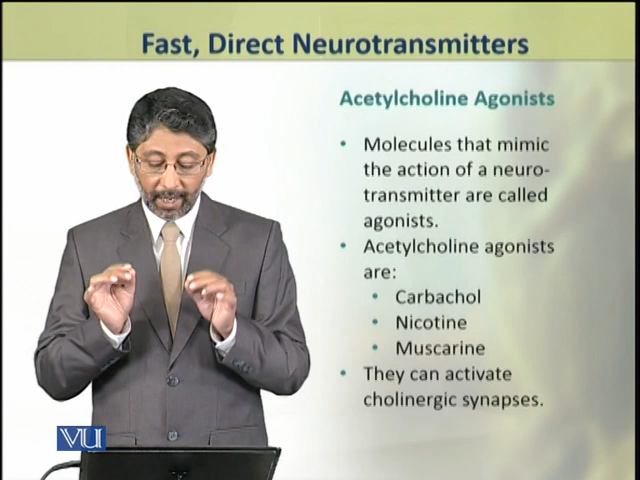 Fast, Direct Neurotransmitters
Acetylcholine Agonists
• Molecules that mimic
the action of a neuro-
transmitter are called
agonists.
• Acetylcholine agonists
are:
• Carbachol
• Nicotine
• Muscarine
• They can activate
cholinergic synapses.
VU